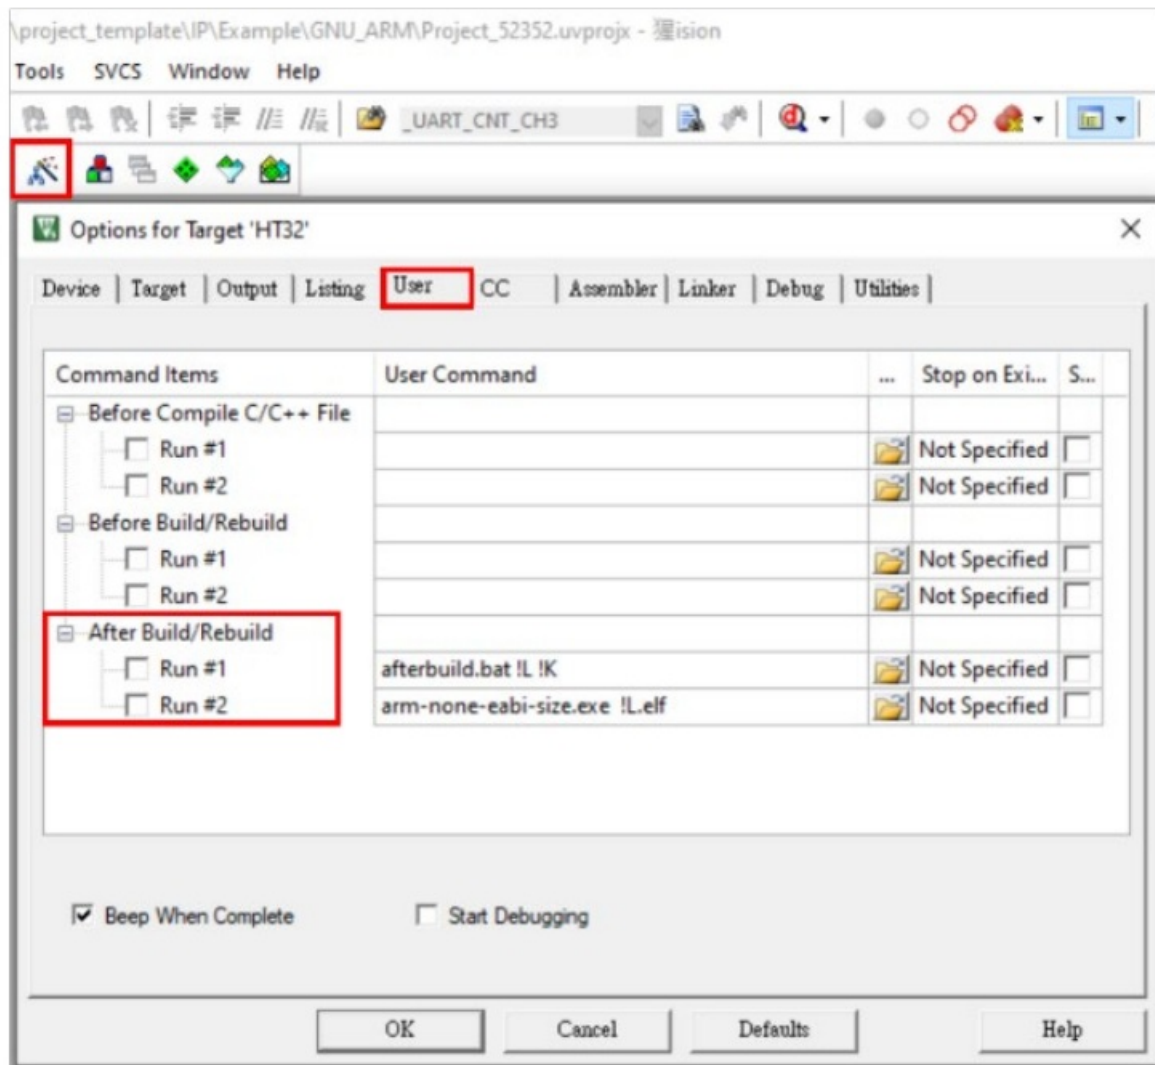 \project_template\IP\Example\GNU_ARM\Project_52352.uvprojx - 獧ision
Tools SVCS Window Help
_UART_CNT_CH3
Options for Target 'HT32'
Device Target Output Listing User CC Assembler Linker Debug Utilities
Command Items User Command ... Stop on Exi... S...
Before Compile C/C++ File
Run #1 Not Specified
Run #2 Not Specified
Before Build/Rebuild
Run #1 Not Specified
Run #2 Not Specified
After Build/Rebuild
Run #1 afterbuild.bat !L !K Not Specified
Run #2 arm-none-eabi-size.exe !L.elf Not Specified
Beep When Complete Start Debugging
OK Cancel Defaults Help